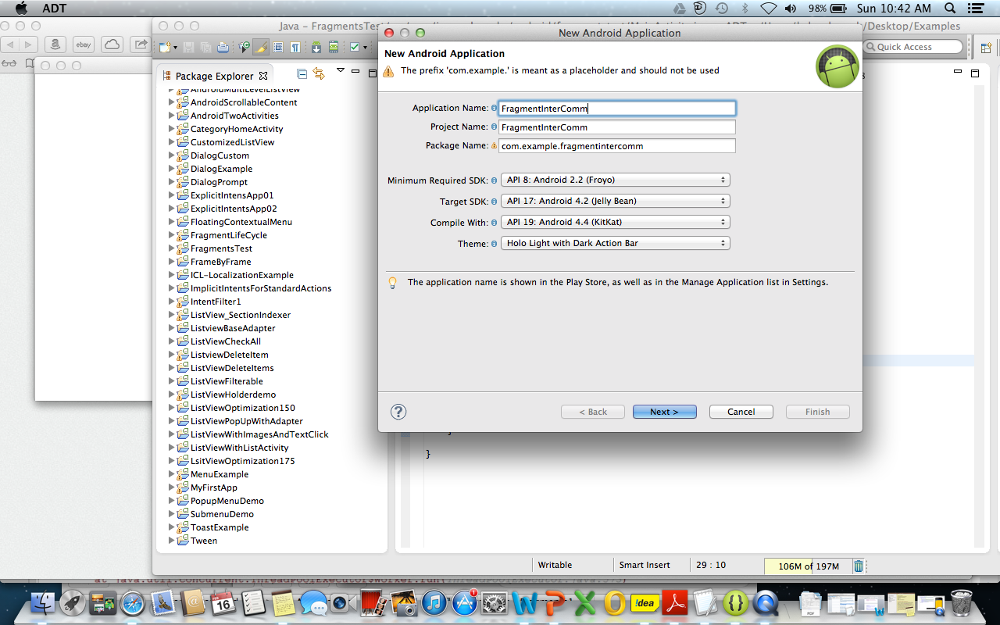 ADT
98%
Sun 10:42 AM
Java – FragmentsTest
ADT
/Desktop/Examples
ebay
Quick Access
Package Explorer
AndroidMultiLevelListView
AndroidScrollableContent
AndroidTwoActivities
CategoryHomeActivity
CustomizedListView
DialogCustom
DialogExample
DialogPrompt
ExplicitIntensApp01
ExplicitIntentsApp02
FloatingContextualMenu
FragmentLifeCycle
FragmentsTest
FrameByFrame
ICL-LocalizationExample
ImplicitIntentsForStandardActions
IntentFilter1
ListView_SectionIndexer
ListviewBaseAdapter
ListViewCheckAll
ListviewDeleteItem
ListViewDeleteItems
ListViewFilterable
ListViewHolderdemo
ListViewOptimization150
ListViewPopUpWithAdapter
ListViewWithImagesAndTextClick
ListViewWithListActivity
LsitViewOptimization175
MenuExample
MyFirstApp
PopupMenuDemo
SubmenuDemo
ToastExample
Tween
New Android Application
New Android Application
The prefix 'com.example.' is meant as a placeholder and should not be used
Application Name: FragmentInterComm
Project Name: FragmentInterComm
Package Name: com.example.fragmentintercomm
Minimum Required SDK: API 8: Android 2.2 (Froyo)
Target SDK: API 17: Android 4.2 (Jelly Bean)
Compile With: API 19: Android 4.4 (KitKat)
Theme: Holo Light with Dark Action Bar
The application name is shown in the Play Store, as well as in the Manage Application list in Settings.
? < Back Next > Cancel Finish
}
}
Writable Smart Insert 29 : 10 106M of 197M
at java.util.concurrent.ThreadPoolExecutor$Worker.run(ThreadPoolExecutor.java:573)
FEB
16
1
!dea
PDF